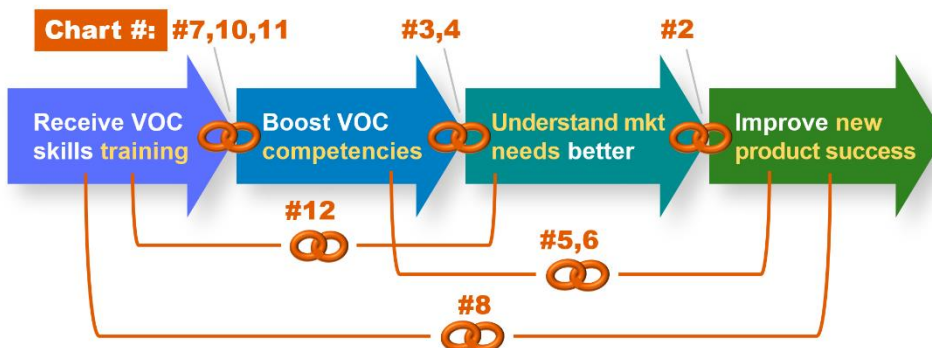 Chart #: #7,10,11
#3,4
#2
Receive VOC
skills training
Boost VOC
competencies
Understand mkt
needs better
Improve new
product success
#12
#5,6
#8